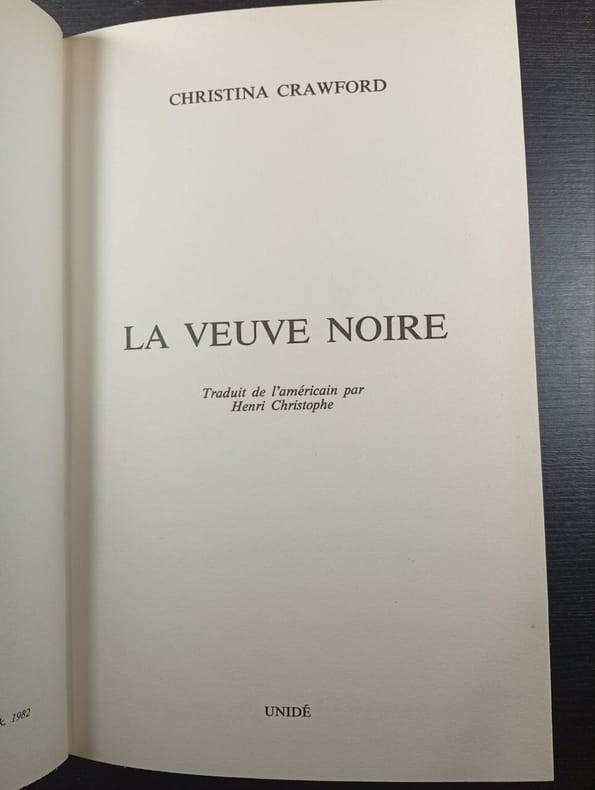 CHRISTINA CRAWFORD
LA VEUVE NOIRE
Traduit de l'américain par
Henri Christophe
UNIDÉ
1982